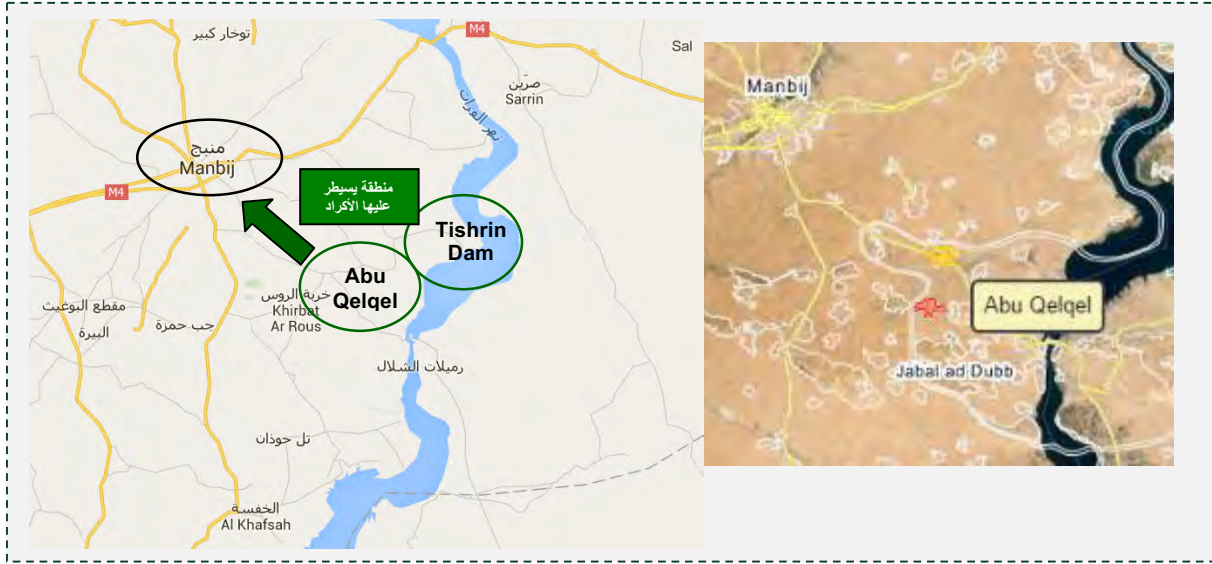 توخار كبير
M4
Sal
صرّين
Sarrin
نهر الفرات
منبج
Manbij
M4
منطقة يسيطر
عليها الأكراد
Tishrin
Dam
Abu
Qelqel
خربة الروس
Khirbat
Ar Rous
مقطع البوغيث
البيرة
جب حمزة
رميلات الشلال
تل حوذان
الخفسة
Al Khafsah
Manbij
Abu Qelqel
Jabal ad Dubb